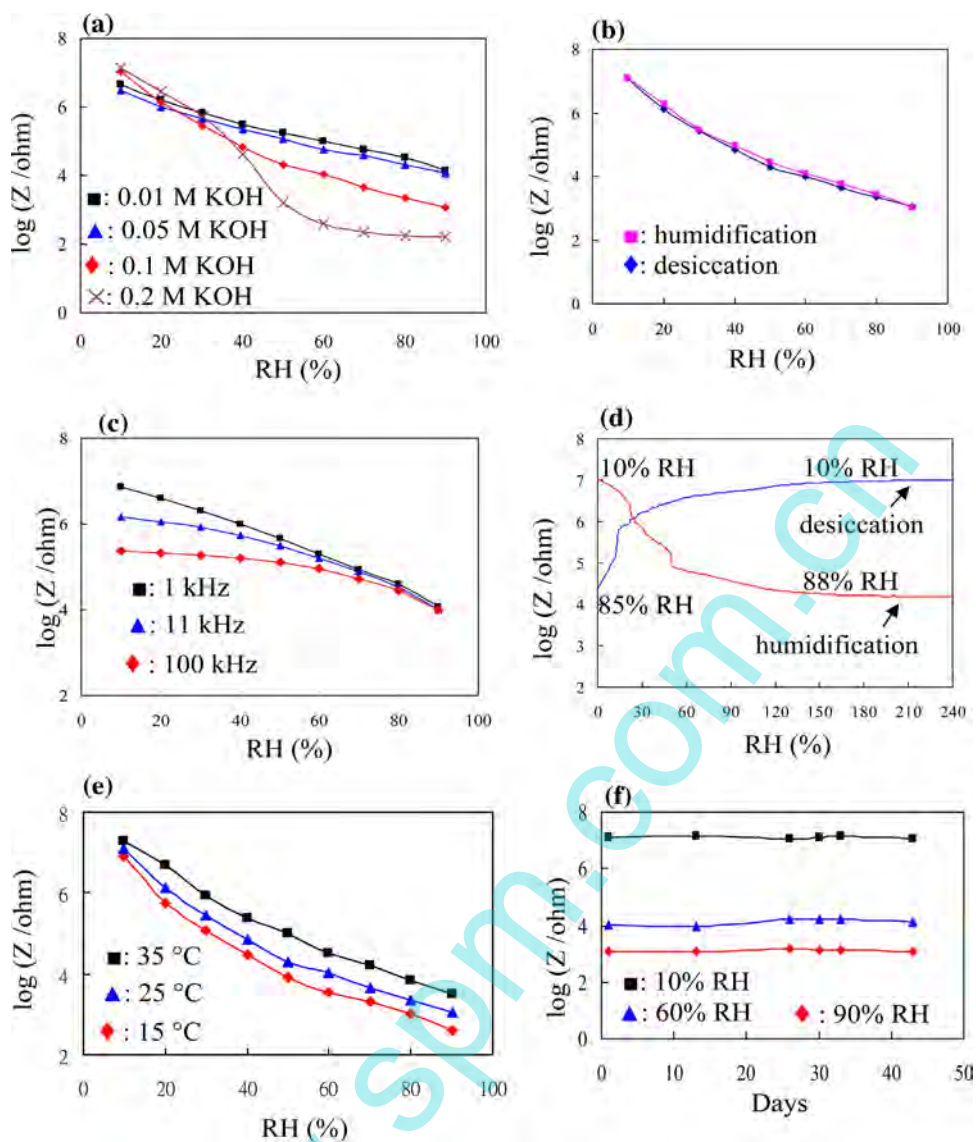 (a)
log (Z /ohm)
8
6
4
2
0
: 0.01 M KOH
: 0.05 M KOH
: 0.1 M KOH
: 0.2 M KOH
0 20 40 60 80 100
RH (%)
(b)
log (Z /ohm)
8
6
4
2
0
: humidification
: desiccation
0 20 40 60 80 100
RH (%)
(c)
log (Z /ohm)
8
6
4
2
: 1 kHz
: 11 kHz
: 100 kHz
0 20 40 60 80 100
RH (%)
(d)
log (Z /ohm)
8
7
6
5
4
3
2
10% RH
10% RH
desiccation
85% RH
88% RH
humidification
0 30 60 90 120 150 180 210 240
RH (%)
(e)
log (Z /ohm)
8
6
4
2
: 35 °C
: 25 °C
: 15 °C
0 20 40 60 80 100
RH (%)
(f)
log (Z /ohm)
8
6
4
2
0
: 10% RH
: 60% RH
: 90% RH
0 10 20 30 40 50
Days
spm.com.cn